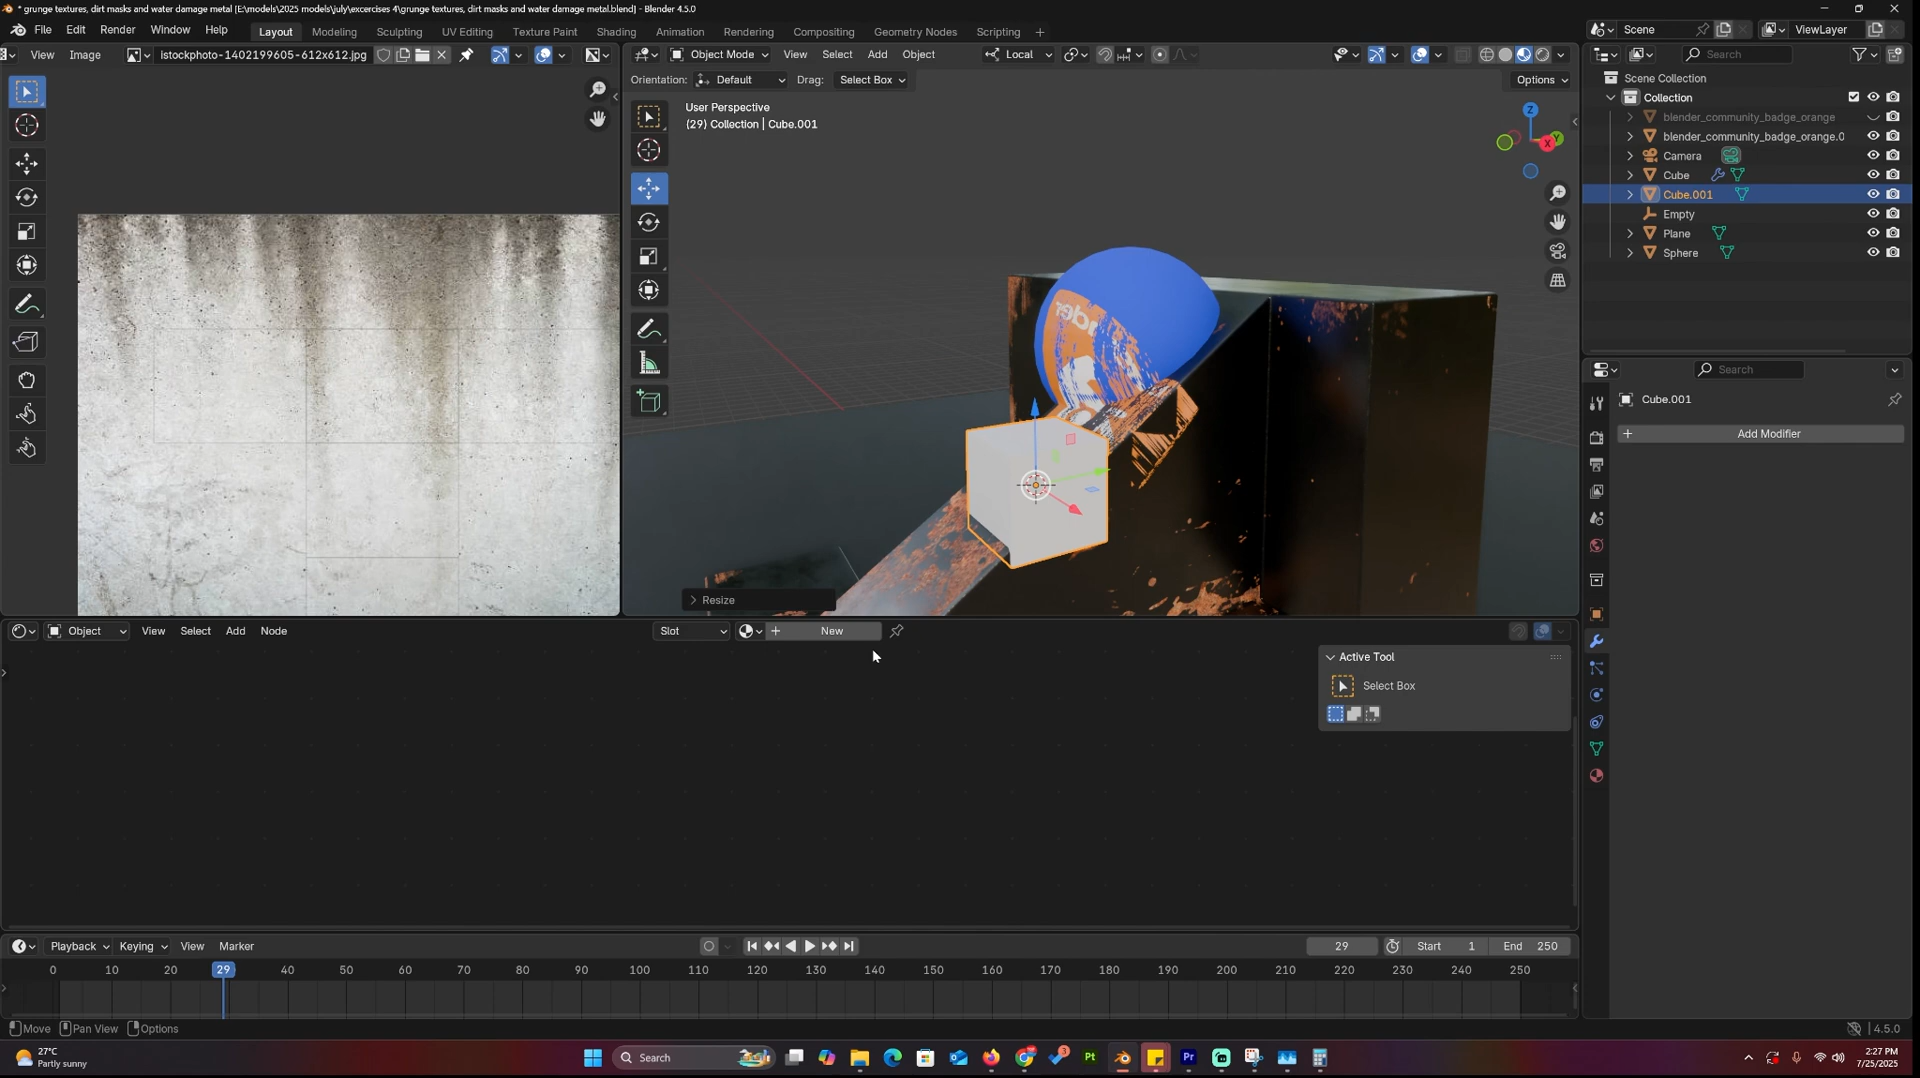 * grunge textures, dirt masks and water damage metal [E:\models\2025 models\july\excercises 4\grunge textures, dirt masks and water damage metal.blend] - Blender 4.5.0
File Edit Render Window Help Layout Modeling Sculpting UV Editing Texture Paint Shading Animation Rendering Compositing Geometry Nodes Scripting + Scene ViewLayer
View Image istockphoto-1402199605-612x612.jpg Object Mode View Select Add Object Local Search
Orientation: Default Drag: Select Box Options
Scene Collection
Collection
blender_community_badge_orange
blender_community_badge_orange.0
Camera
Cube
Cube.001
Empty
Plane
Sphere
User Perspective
(29) Collection | Cube.001
Z
Y
X
Resize
Search
Cube.001
+ Add Modifier
Object View Select Add Node Slot + New
Active Tool
Select Box
Playback Keying View Marker 29 Start 1 End 250
0 10 20 29 40 50 60 70 80 90 100 110 120 130 140 150 160 170 180 190 200 210 220 230 240 250
Move Pan View Options 4.5.0
27°C
Partly sunny
Search
3
Pt
Pr
2:27 PM
7/25/2025